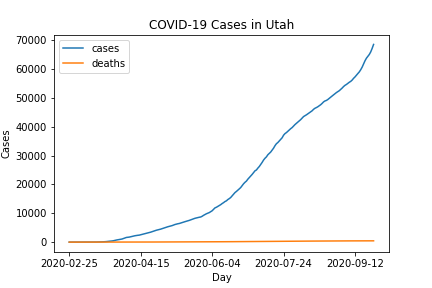 COVID-19 Cases in Utah
cases
deaths
70000
60000
50000
40000
30000
20000
10000
0
Cases
2020-02-25 2020-04-15 2020-06-04 2020-07-24 2020-09-12
Day